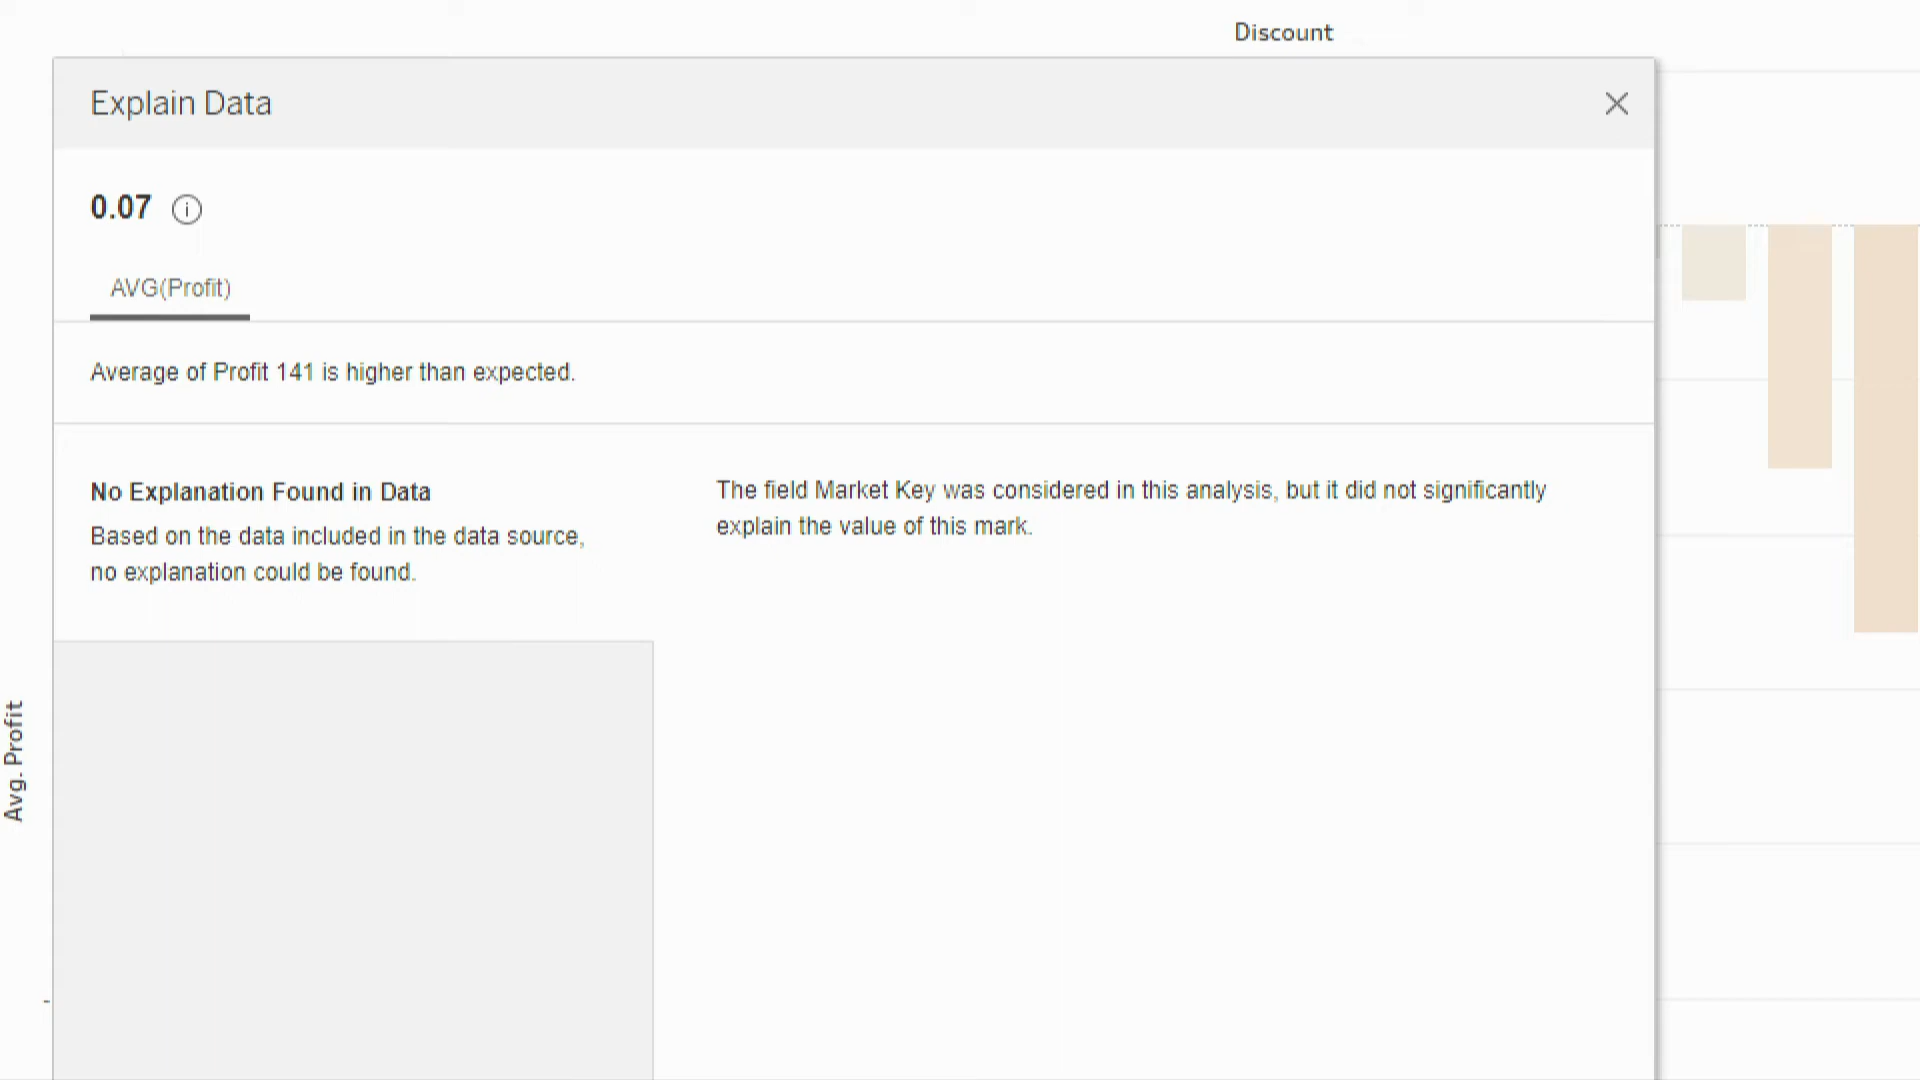 Discount
Explain Data
0.07
AVG(Profit)
Average of Profit 141 is higher than expected.
No Explanation Found in Data
Based on the data included in the data source,
no explanation could be found.
The field Market Key was considered in this analysis, but it did not significantly
explain the value of this mark.
Avg. Profit